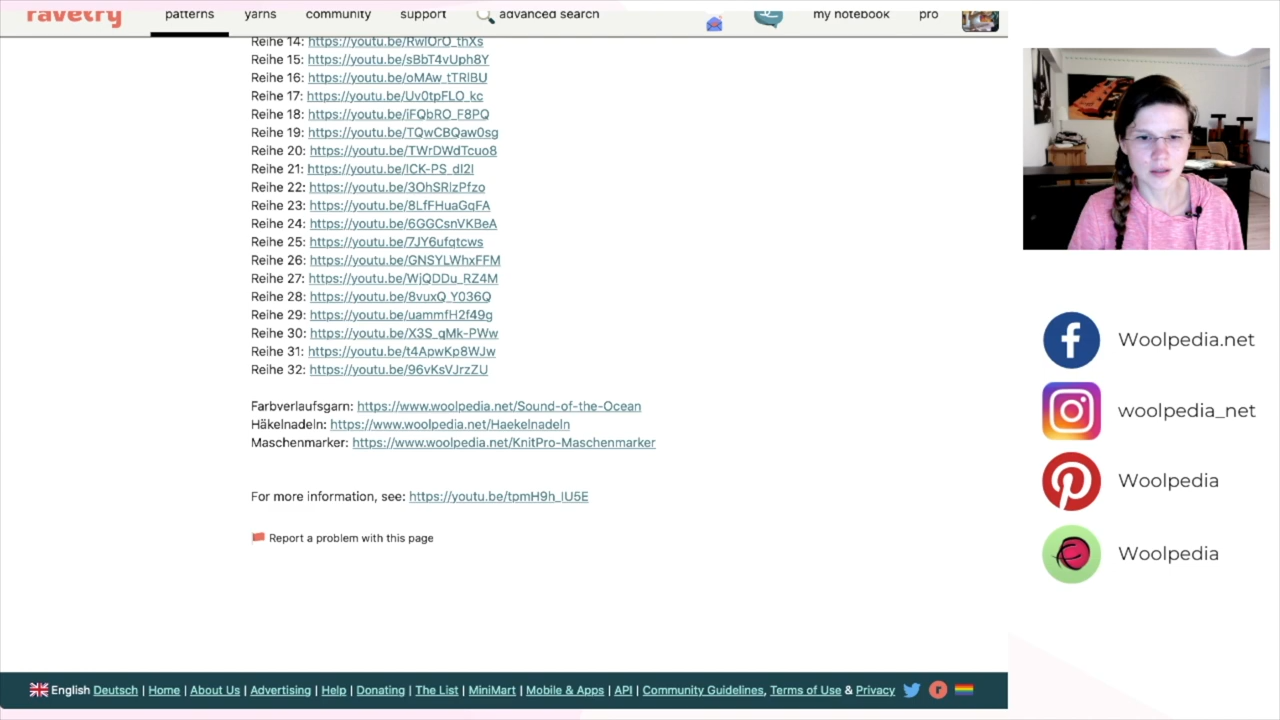 ravelry patterns yarns community support advanced search my notebook pro
Reihe 14: https://youtu.be/RwlOrO_thXs
Reihe 15: https://youtu.be/sBbT4vUph8Y
Reihe 16: https://youtu.be/oMAw_tTRlBU
Reihe 17: https://youtu.be/Uv0tpFLO_kc
Reihe 18: https://youtu.be/iFQbRO_F8PQ
Reihe 19: https://youtu.be/TQwCBQaw0sg
Reihe 20: https://youtu.be/TWrDWdTcuo8
Reihe 21: https://youtu.be/lCK-PS_dI2I
Reihe 22: https://youtu.be/3OhSRlzPfzo
Reihe 23: https://youtu.be/8LfFHuaGqFA
Reihe 24: https://youtu.be/6GGCsnVKBeA
Reihe 25: https://youtu.be/7JY6ufqtcws
Reihe 26: https://youtu.be/GNSYLWhxFFM
Reihe 27: https://youtu.be/WjQDDu_RZ4M
Reihe 28: https://youtu.be/8vuxQ_Y036Q
Reihe 29: https://youtu.be/uammfH2f49g
Reihe 30: https://youtu.be/X3S_qMk-PWw
Reihe 31: https://youtu.be/t4ApwKp8WJw
Reihe 32: https://youtu.be/96vKsVJrzZU
Farbverlaufsgarn: https://www.woolpedia.net/Sound-of-the-Ocean
Häkelnadeln: https://www.woolpedia.net/Haekelnadeln
Maschenmarker: https://www.woolpedia.net/KnitPro-Maschenmarker
For more information, see: https://youtu.be/tpmH9h_IU5E
Report a problem with this page
English Deutsch | Home | About Us | Advertising | Help | Donating | The List | MiniMart | Mobile & Apps | API | Community Guidelines, Terms of Use & Privacy
Woolpedia.net
woolpedia_net
Woolpedia
Woolpedia